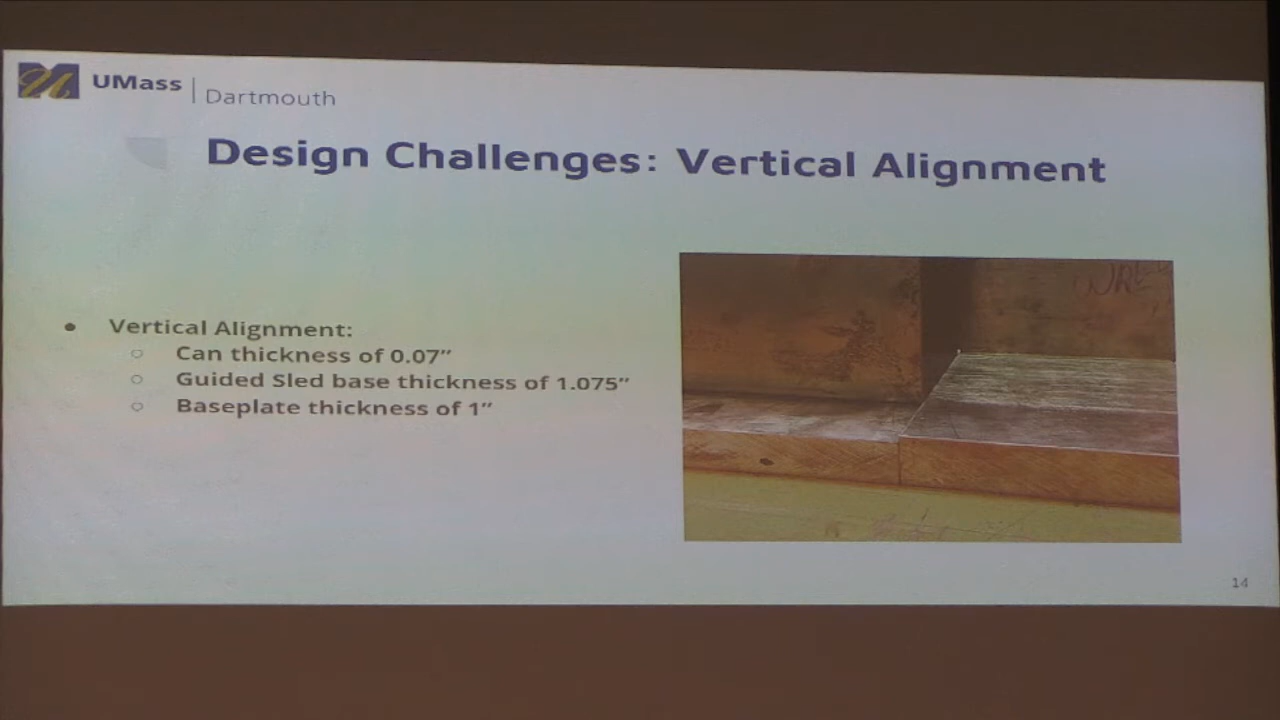 UMass | Dartmouth
Design Challenges: Vertical Alignment
● Vertical Alignment:
○ Can thickness of 0.07”
○ Guided Sled base thickness of 1.075”
○ Baseplate thickness of 1”
14